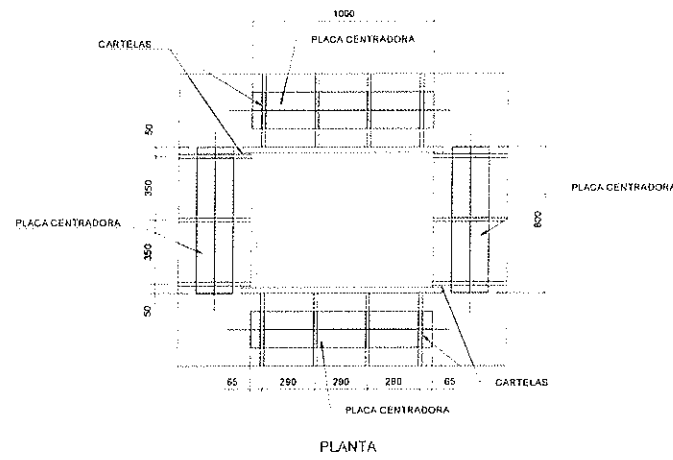 1000
PLACA CENTRADORA
CARTELAS
50
350
350
50
PLACA CENTRADORA
PLACA CENTRADORA
800
65 290 290 280 65
CARTELAS
PLACA CENTRADORA
PLANTA